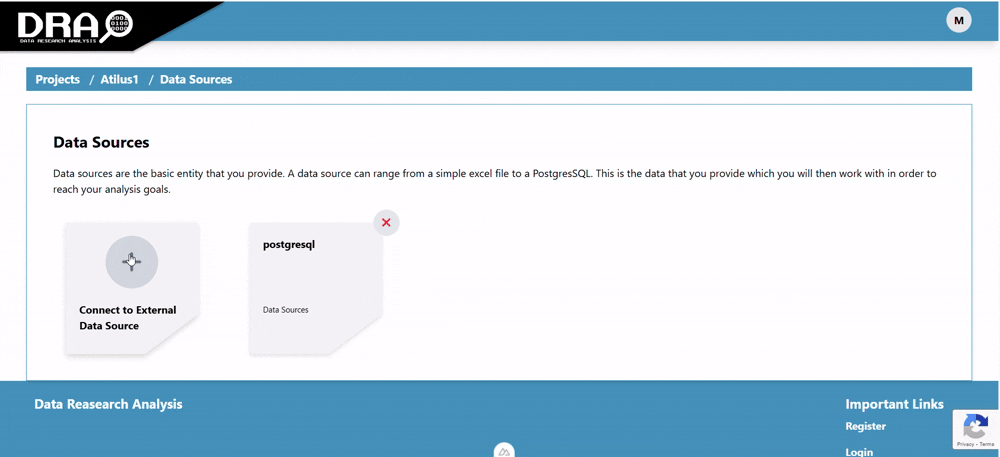 DRA
0001
0100
0000
DATA RESEARCH ANALYSIS
M
Projects / Atilus1 / Data Sources
Data Sources
Data sources are the basic entity that you provide. A data source can range from a simple excel file to a PostgresSQL. This is the data that you provide which you will then work with in order to
reach your analysis goals.
Connect to External
Data Source
postgresql
Data Sources
Data Reasearch Analysis
Important Links
Register
Login
Privacy - Terms